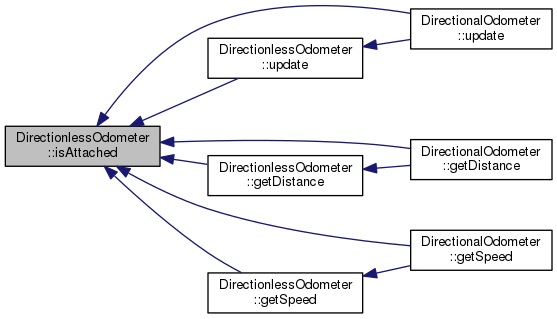 DirectionalOdometer
::update
DirectionlessOdometer
::update
DirectionlessOdometer
::isAttached
DirectionalOdometer
::getDistance
DirectionlessOdometer
::getDistance
DirectionalOdometer
::getSpeed
DirectionlessOdometer
::getSpeed